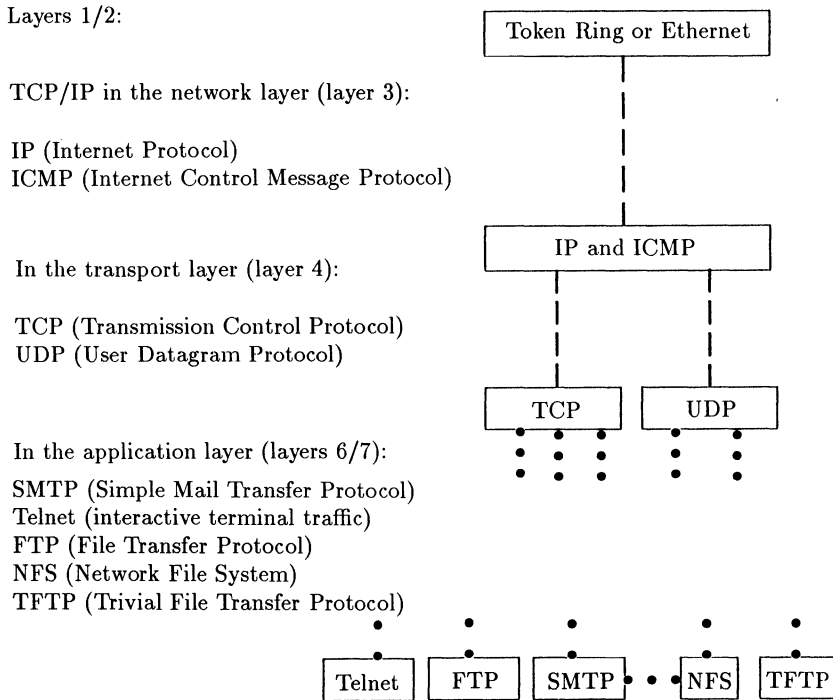 Layers 1/2:
Token Ring or Ethernet
TCP/IP in the network layer (layer 3):
IP (Internet Protocol)
ICMP (Internet Control Message Protocol)
IP and ICMP
In the transport layer (layer 4):
TCP (Transmission Control Protocol)
UDP (User Datagram Protocol)
TCP
UDP
In the application layer (layers 6/7):
SMTP (Simple Mail Transfer Protocol)
Telnet (interactive terminal traffic)
FTP (File Transfer Protocol)
NFS (Network File System)
TFTP (Trivial File Transfer Protocol)
Telnet
FTP
SMTP
NFS
TFTP